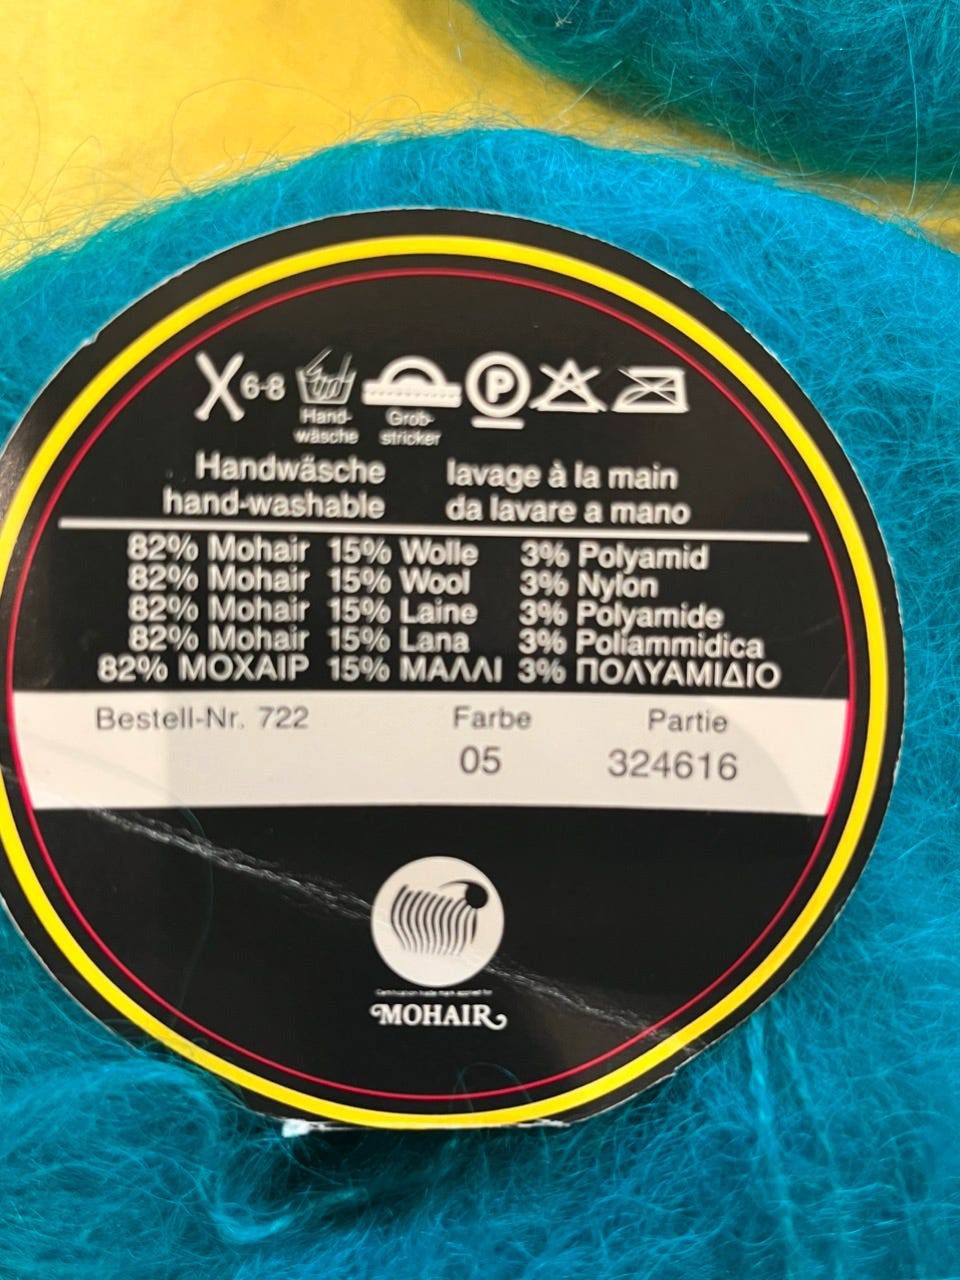 6-8
Hand-
wäsche
Grob-
stricker
P
Handwäsche lavage à la main
hand-washable da lavare a mano
82% Mohair 15% Wolle 3% Polyamid
82% Mohair 15% Wool 3% Nylon
82% Mohair 15% Laine 3% Polyamide
82% Mohair 15% Lana 3% Poliammidica
82% ΜΟΧΑΙΡ 15% ΜΑΛΛΙ 3% ΠΟΛΥΑΜΙΔΙΟ
Bestell-Nr. 722 Farbe Partie
05 324616
MOHAIR